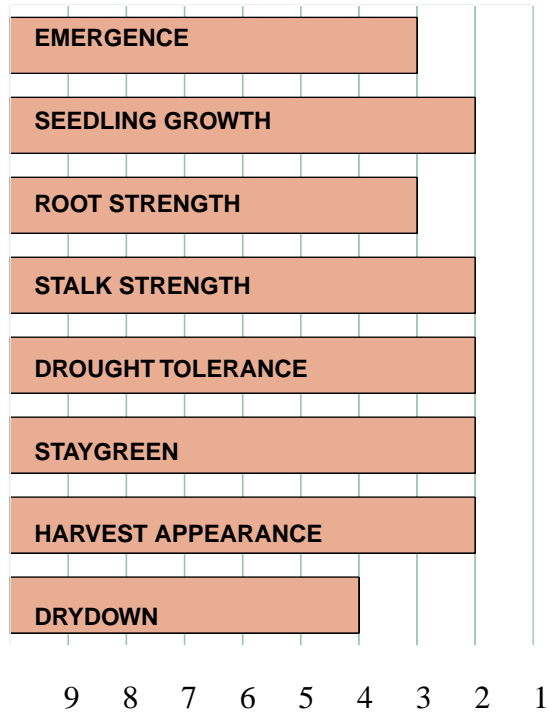 EMERGENCE
SEEDLING GROWTH
ROOT STRENGTH
STALK STRENGTH
DROUGHT TOLERANCE
STAYGREEN
HARVEST APPEARANCE
DRYDOWN
9 8 7 6 5 4 3 2 1